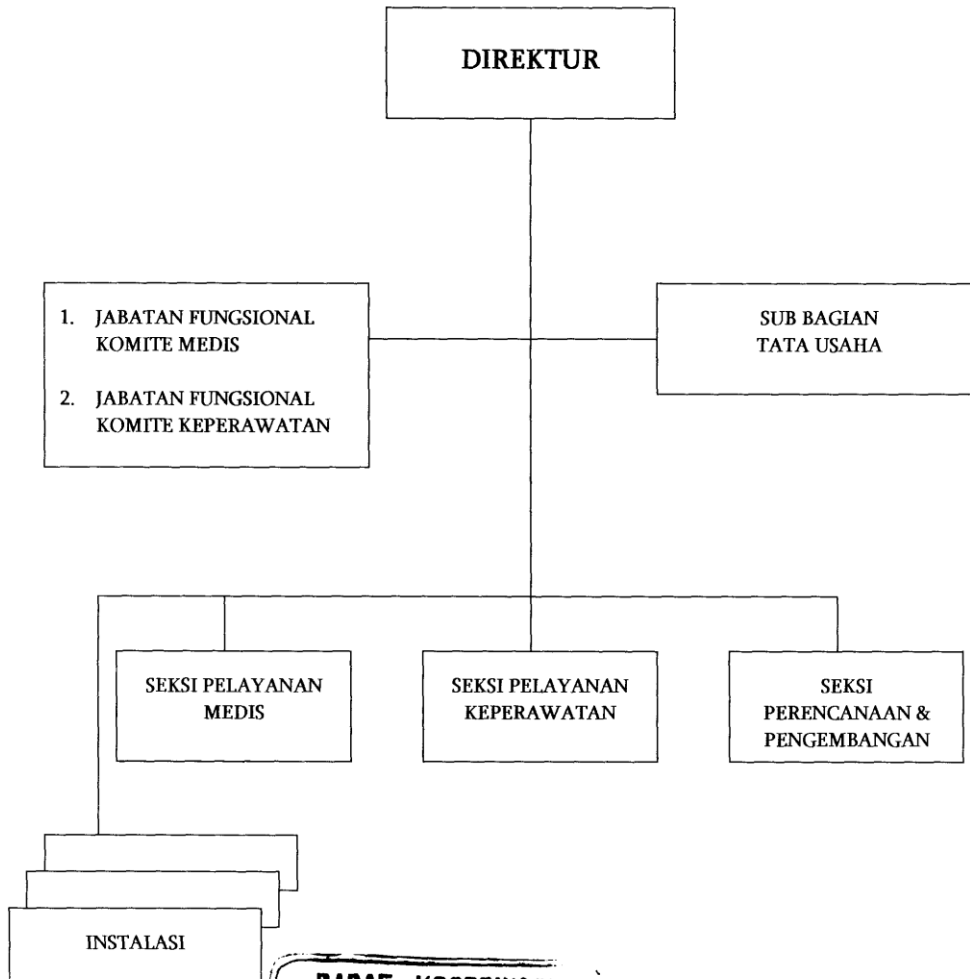 DIREKTUR
1. JABATAN FUNGSIONAL
KOMITE MEDIS
2. JABATAN FUNGSIONAL
KOMITE KEPERAWATAN
SUB BAGIAN
TATA USAHA
SEKSI PELAYANAN
MEDIS
SEKSI PELAYANAN
KEPERAWATAN
SEKSI
PERENCANAAN &
PENGEMBANGAN
INSTALASI